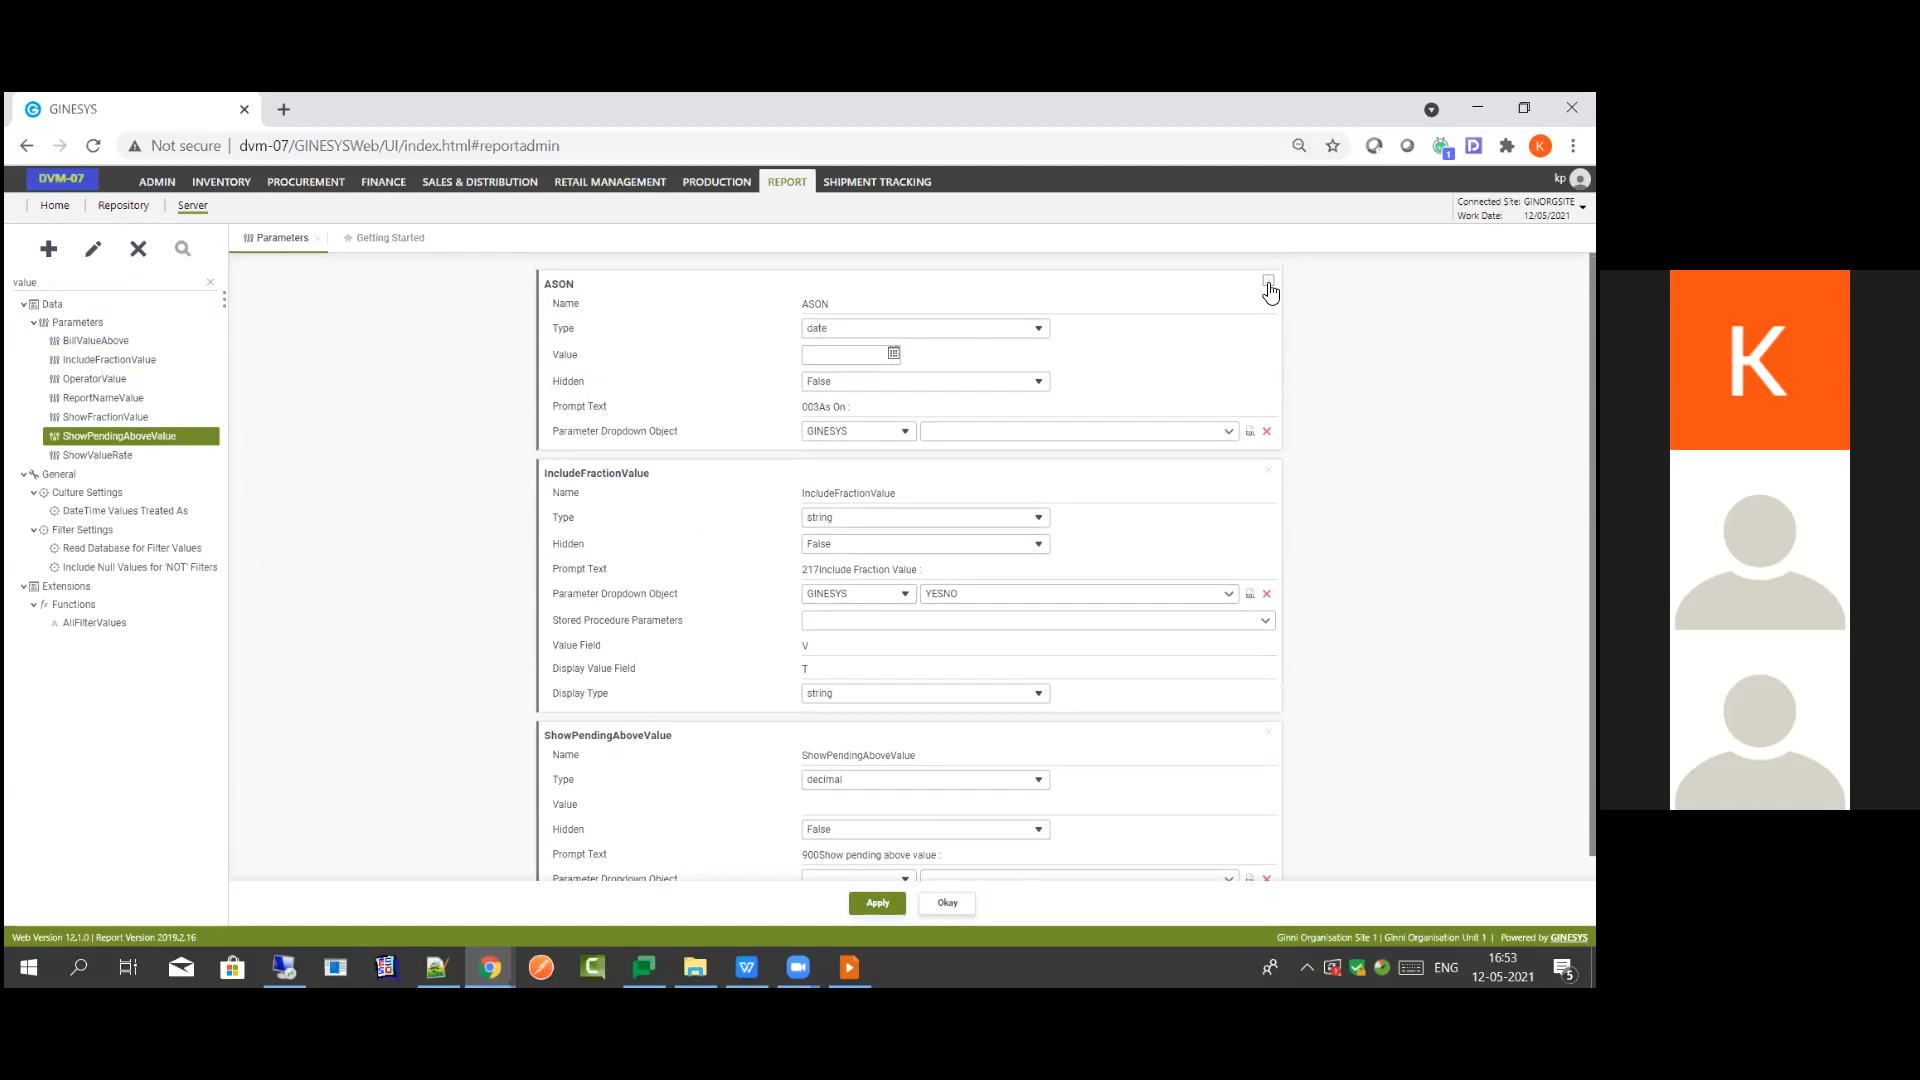 GINESYS
Not secure | dvm-07/GINESYSWeb/UI/index.html#reportadmin
1
K
DVM-07 ADMIN INVENTORY PROCUREMENT FINANCE SALES & DISTRIBUTION RETAIL MANAGEMENT PRODUCTION REPORT SHIPMENT TRACKING kp
Home Repository Server
Connected Site: GINORGSITE
Work Date: 12/05/2021
Parameters Getting Started
value
Data
Parameters
BillValueAbove
IncludeFractionValue
OperatorValue
ReportNameValue
ShowFractionValue
ShowPendingAboveValue
ShowValueRate
General
Culture Settings
DateTime Values Treated As
Filter Settings
Read Database for Filter Values
Include Null Values for 'NOT' Filters
Extensions
Functions
AllFilterValues
ASON
Name ASON
Type date
Value
Hidden False
Prompt Text 003As On :
Parameter Dropdown Object GINESYS
IncludeFractionValue
Name IncludeFractionValue
Type string
Hidden False
Prompt Text 217Include Fraction Value :
Parameter Dropdown Object GINESYS YESNO
Stored Procedure Parameters
Value Field V
Display Value Field T
Display Type string
ShowPendingAboveValue
Name ShowPendingAboveValue
Type decimal
Value
Hidden False
Prompt Text 900Show pending above value :
Parameter Dropdown Object
Apply Okay
Web Version 12.1.0 | Report Version 2019.2.16
Ginni Organisation Site 1 | Ginni Organisation Unit 1 | Powered by GINESYS
ENG
16:53
12-05-2021
5
K